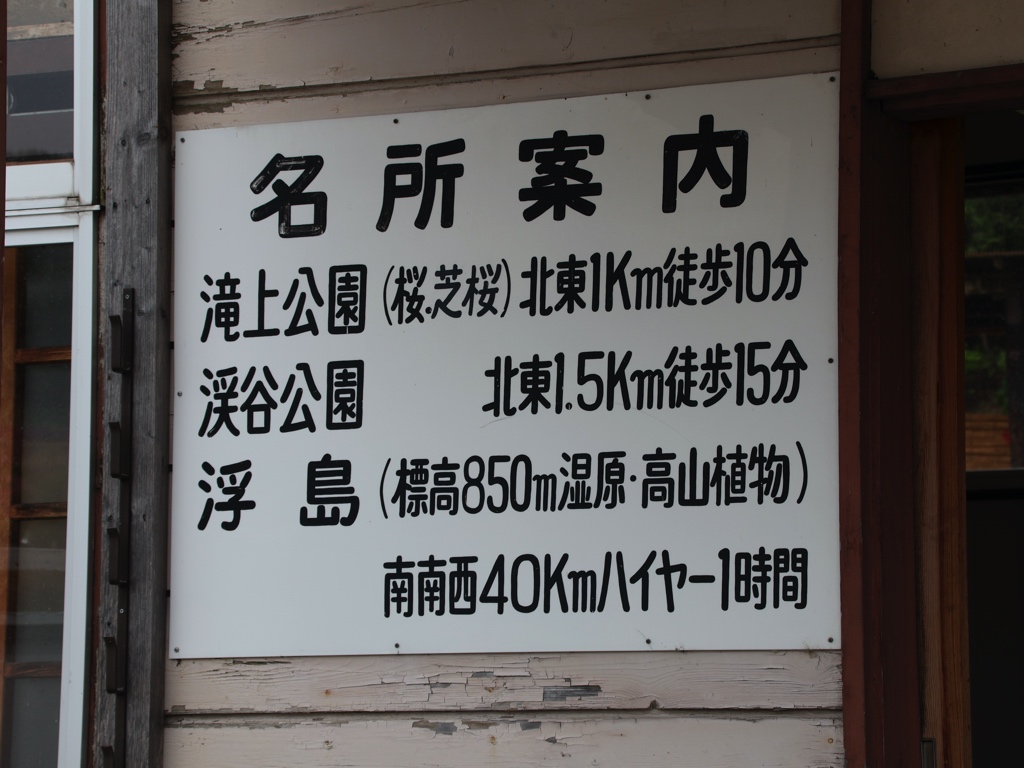 名所案内
滝上公園(桜.芝桜)北東1Km徒歩10分
渓谷公園 北東1.5Km徒歩15分
浮島(標高850m湿原・高山植物)
南南西40Kmハイヤー1時間